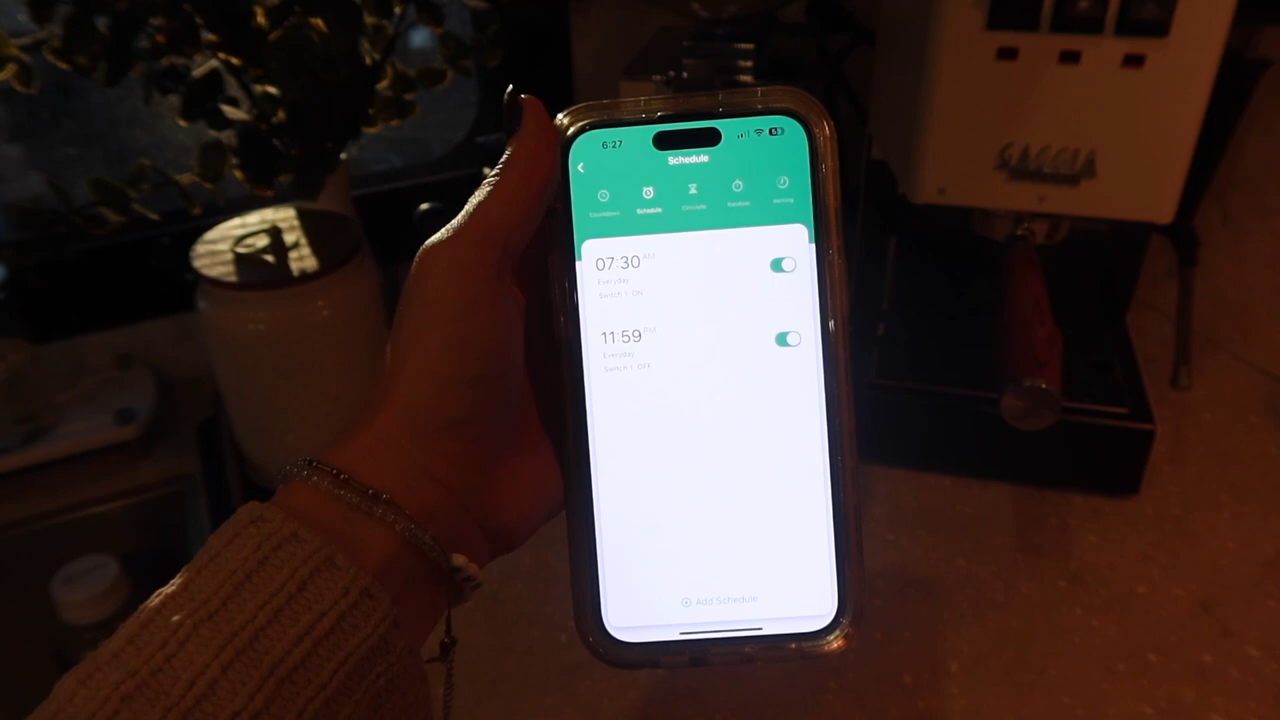 6:27
Schedule
Countdown Schedule Circulate Random Inching
07:30 AM
Everyday
Switch 1: ON
11:59 PM
Everyday
Switch 1: OFF
Add Schedule
GAGGIA